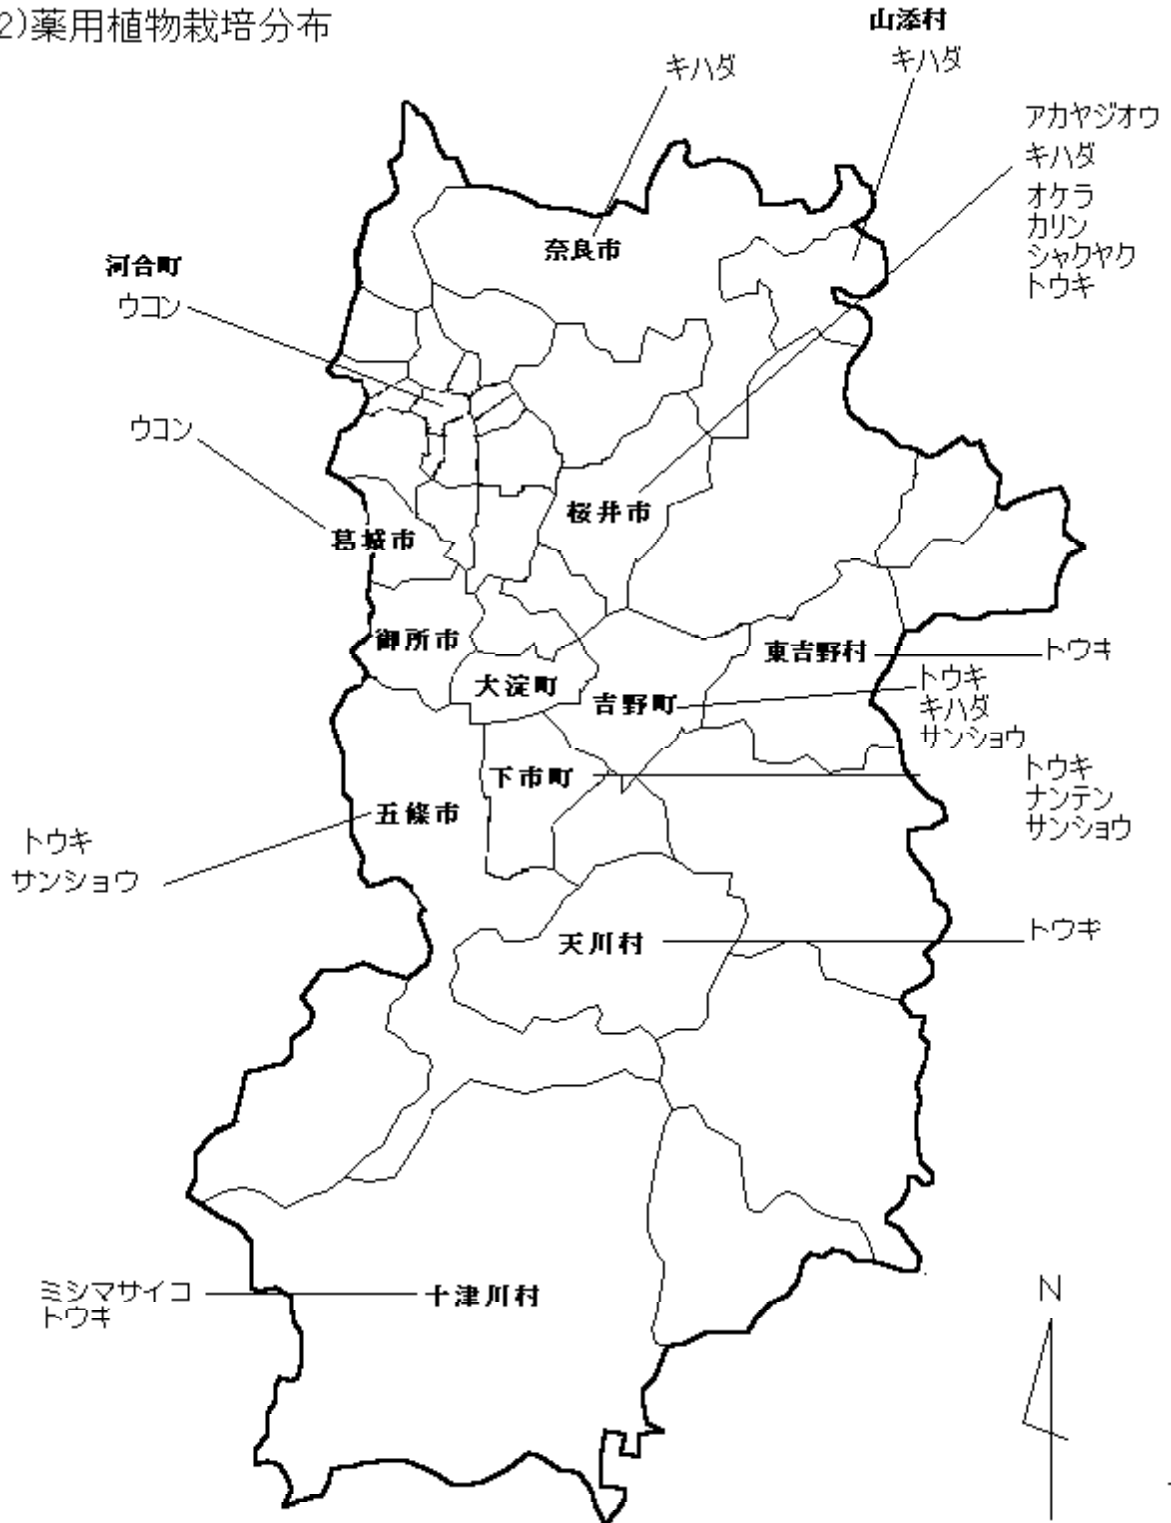 2)薬用植物栽培分布
山添村
キハダ
キハダ
アカヤジオウ
キハダ
オケラ
カリン
シャクヤク
トウキ
奈良市
河合町
ウコン
ウコン
桜井市
葛城市
御所市
東吉野村
トウキ
大淀町
吉野町
トウキ
キハダ
サンショウ
下市町
トウキ
ナンテン
サンショウ
五條市
トウキ
サンショウ
天川村
トウキ
ミシマサイコ
トウキ
十津川村
N